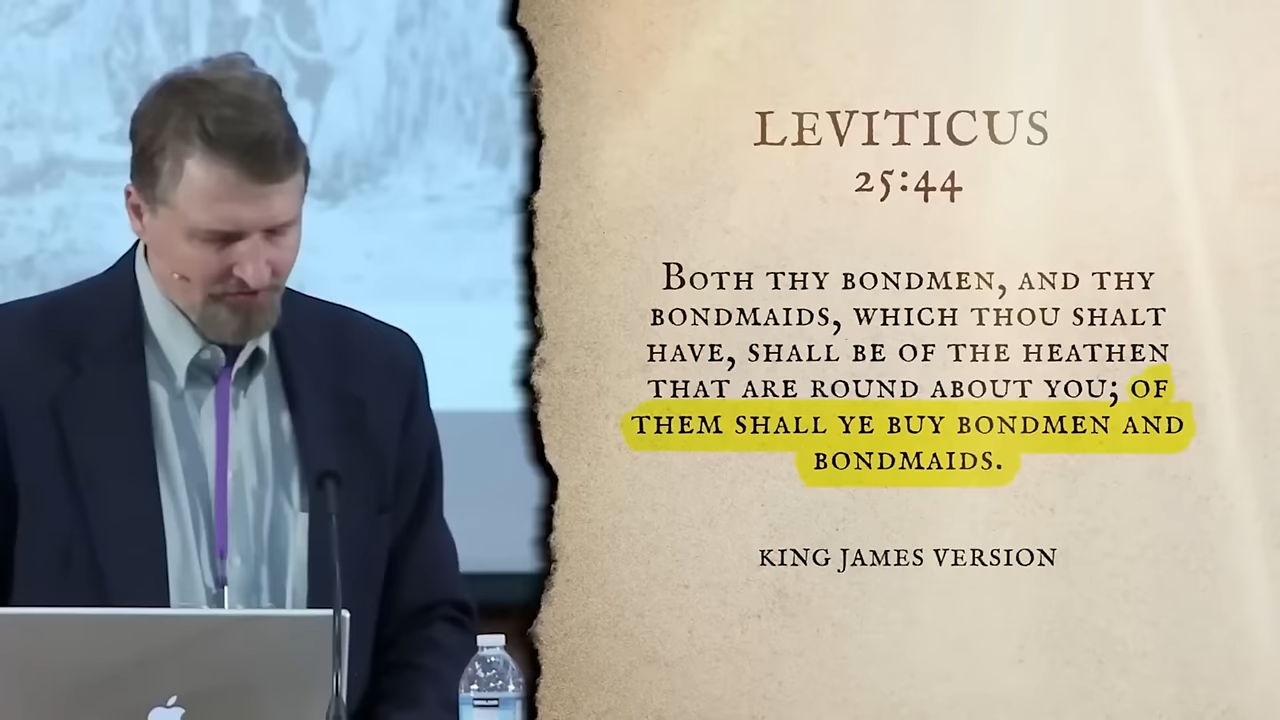 LEVITICUS
25:44
BOTH THY BONDMEN, AND THY
BONDMAIDS, WHICH THOU SHALT
HAVE, SHALL BE OF THE HEATHEN
THAT ARE ROUND ABOUT YOU; OF
THEM SHALL YE BUY BONDMEN AND
BONDMAIDS.
KING JAMES VERSION